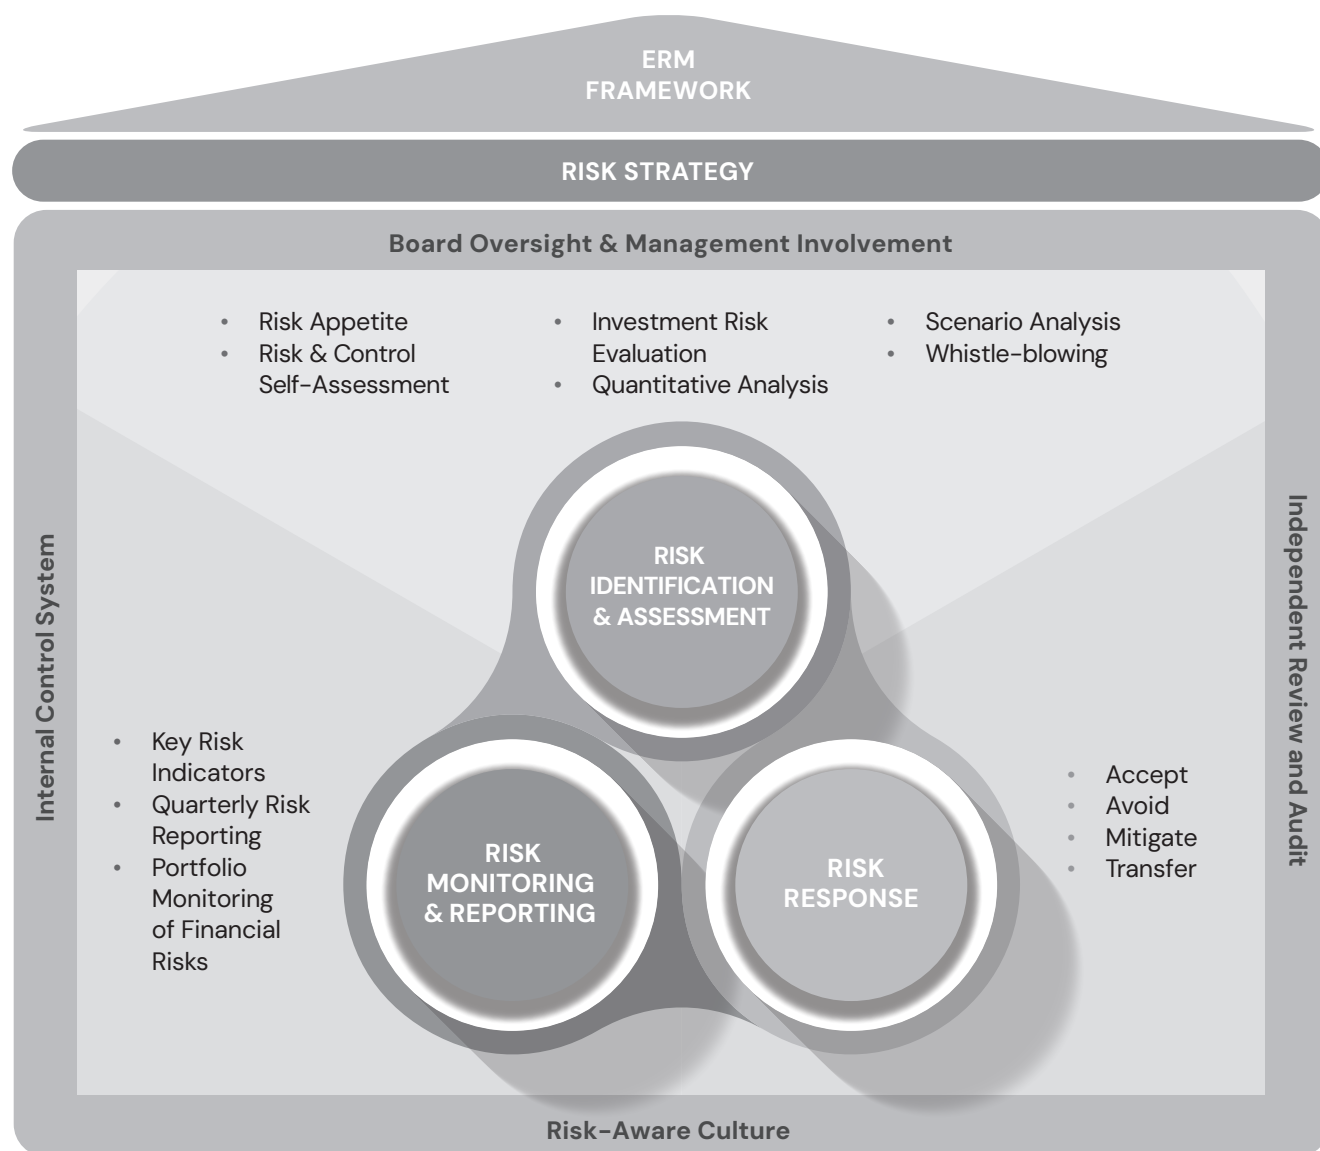 ERM
FRAMEWORK
RISK STRATEGY
Board Oversight & Management Involvement
• Risk Appetite
• Risk & Control
Self-Assessment
• Investment Risk
Evaluation
• Quantitative Analysis
• Scenario Analysis
• Whistle-blowing
Internal Control System
RISK
IDENTIFICATION
& ASSESSMENT
Independent Review and Audit
• Key Risk
Indicators
• Quarterly Risk
Reporting
• Portfolio
Monitoring
of Financial
Risks
RISK
MONITORING
& REPORTING
RISK
RESPONSE
• Accept
• Avoid
• Mitigate
• Transfer
Risk-Aware Culture